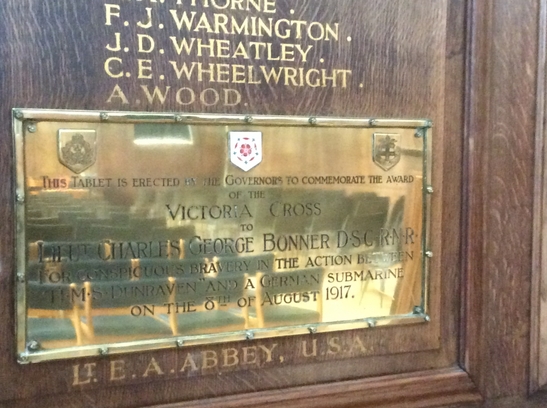 THORNE .
F. J. WARMINGTON .
J. D. WHEATLEY .
C. E. WHEELWRIGHT .
A. WOOD.
THIS TABLET IS ERECTED BY THE GOVERNORS TO COMMEMORATE THE AWARD
OF THE
VICTORIA CROSS
TO
LIEUT. CHARLES GEORGE BONNER D.S.C. R.N.R.
FOR CONSPICUOUS BRAVERY IN THE ACTION BETWEEN
"H.M.S. DUNRAVEN" AND A GERMAN SUBMARINE
ON THE 8TH OF AUGUST 1917.
LT. E. A. ABBEY, U.S.A.